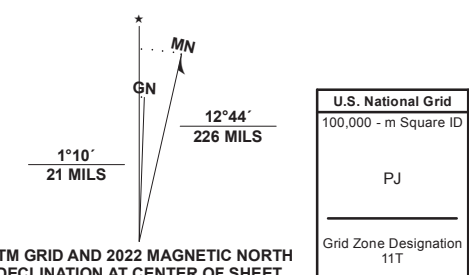 ★
MN
GN
12°44´
226 MILS
1°10´
21 MILS
TM GRID AND 2022 MAGNETIC NORTH
DECLINATION AT CENTER OF SHEET
U.S. National Grid
100,000 - m Square ID
PJ
Grid Zone Designation
11T